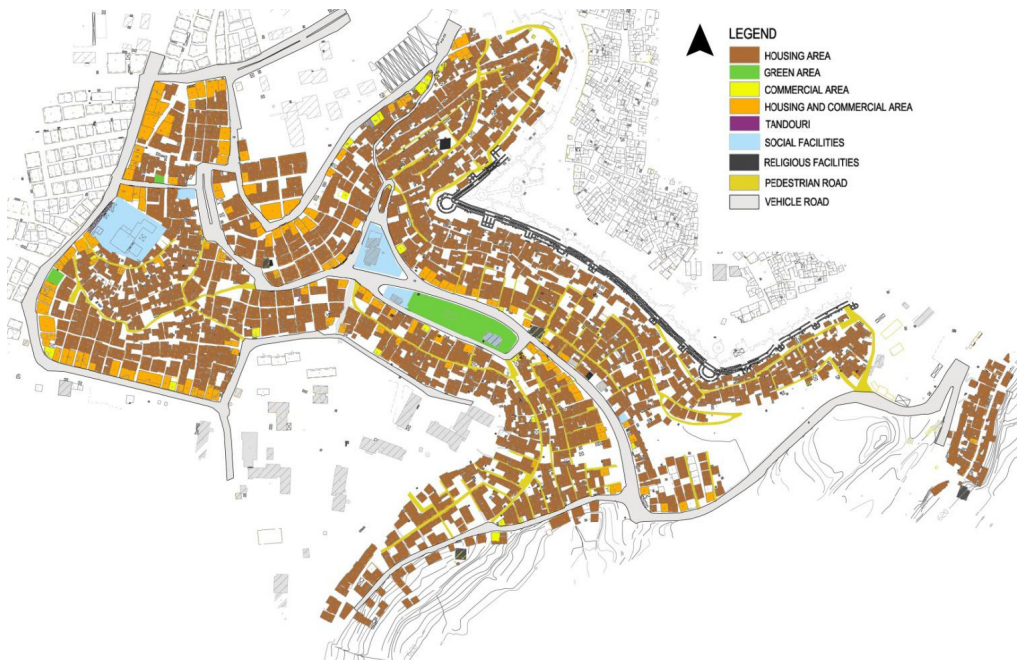 LEGEND
HOUSING AREA
GREEN AREA
COMMERCIAL AREA
HOUSING AND COMMERCIAL AREA
TANDOURI
SOCIAL FACILITIES
RELIGIOUS FACILITIES
PEDESTRIAN ROAD
VEHICLE ROAD